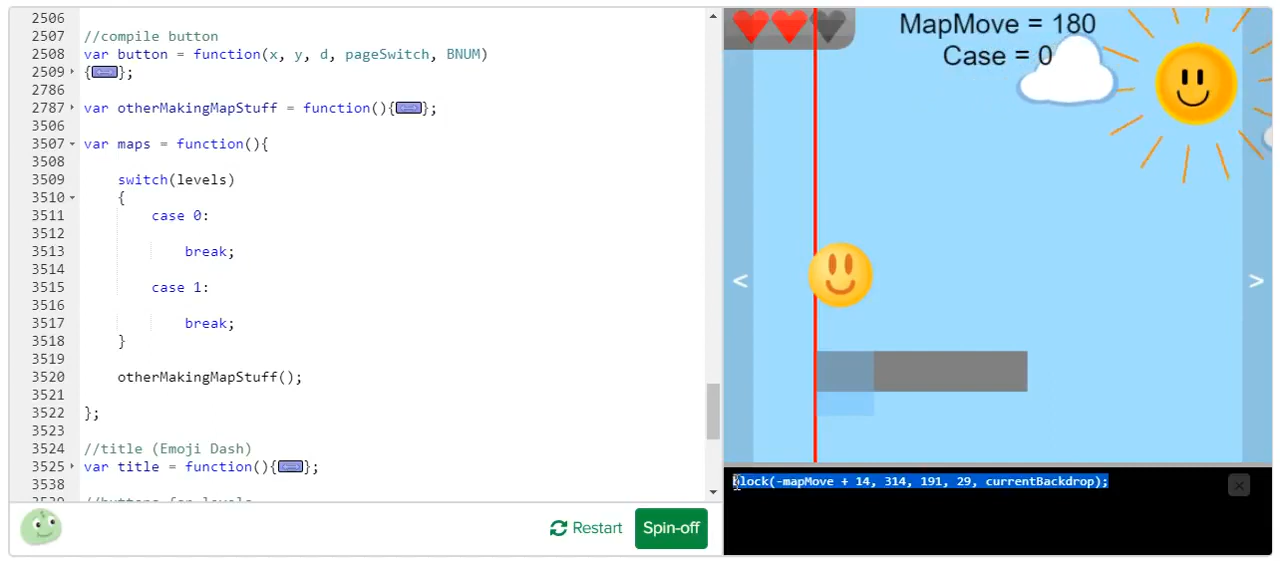 2506
2507 //compile button
2508 var button = function(x, y, d, pageSwitch, BNUM)
2509 {};
2786
2787 var otherMakingMapStuff = function(){};
3506
3507 var maps = function(){
3508
3509 switch(levels)
3510 {
3511 case 0:
3512
3513 break;
3514
3515 case 1:
3516
3517 break;
3518 }
3519
3520 otherMakingMapStuff();
3521
3522 };
3523
3524 //title (Emoji Dash)
3525 var title = function(){};
3538
Restart
Spin-off
MapMove = 180
Case = 0
<
>
lock(-mapMove + 14, 314, 191, 29, currentBackdrop);